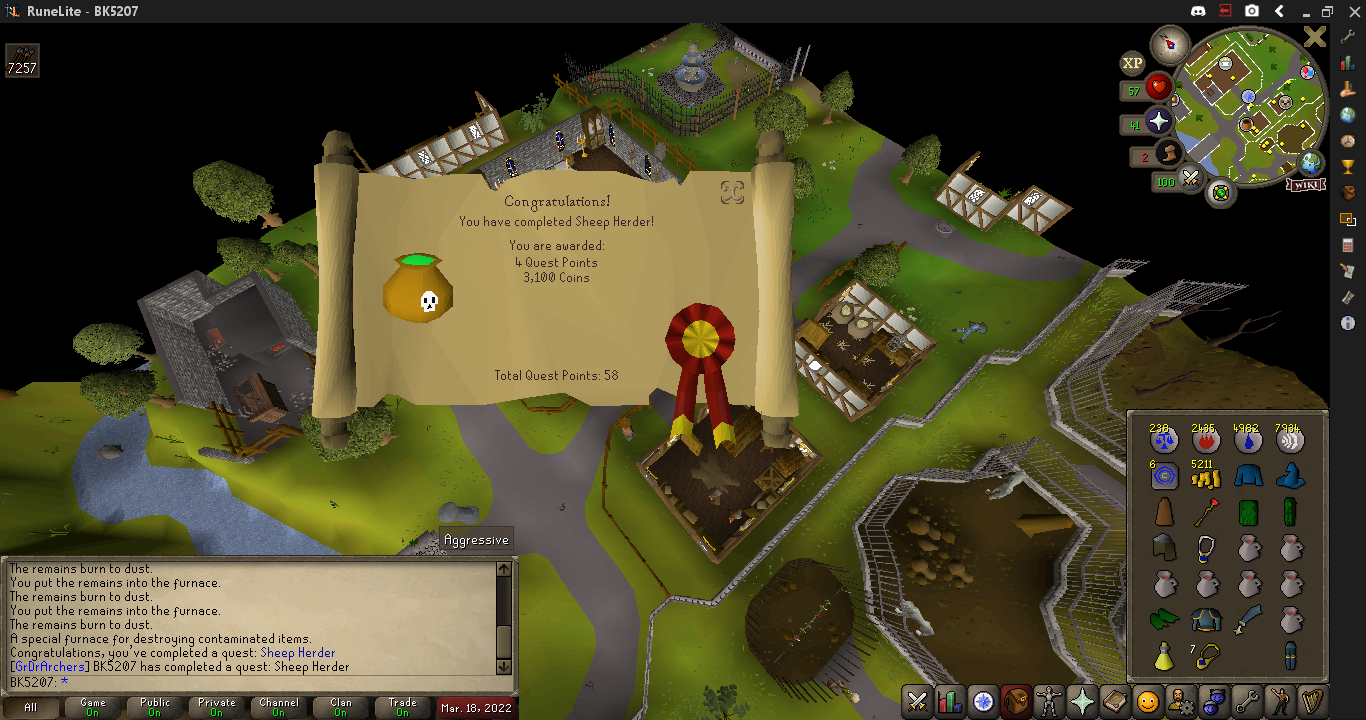 RuneLite - BK5207
7257
XP
57
41
2
100
WIKI
Congratulations!
You have completed Sheep Herder!
You are awarded:
4 Quest Points
3,100 Coins
Total Quest Points: 58
238 2435 4982 7934
6 5211
7
Aggressive
The remains burn to dust.
You put the remains into the furnace.
The remains burn to dust.
You put the remains into the furnace.
The remains burn to dust.
A special furnace for destroying contaminated items.
Congratulations, you've completed a quest: Sheep Herder
[GrDrArchers] BK5207 has completed a quest: Sheep Herder
BK5207: *
All
Game On
Public On
Private On
Channel On
Clan On
Trade On
Mar. 18, 2022